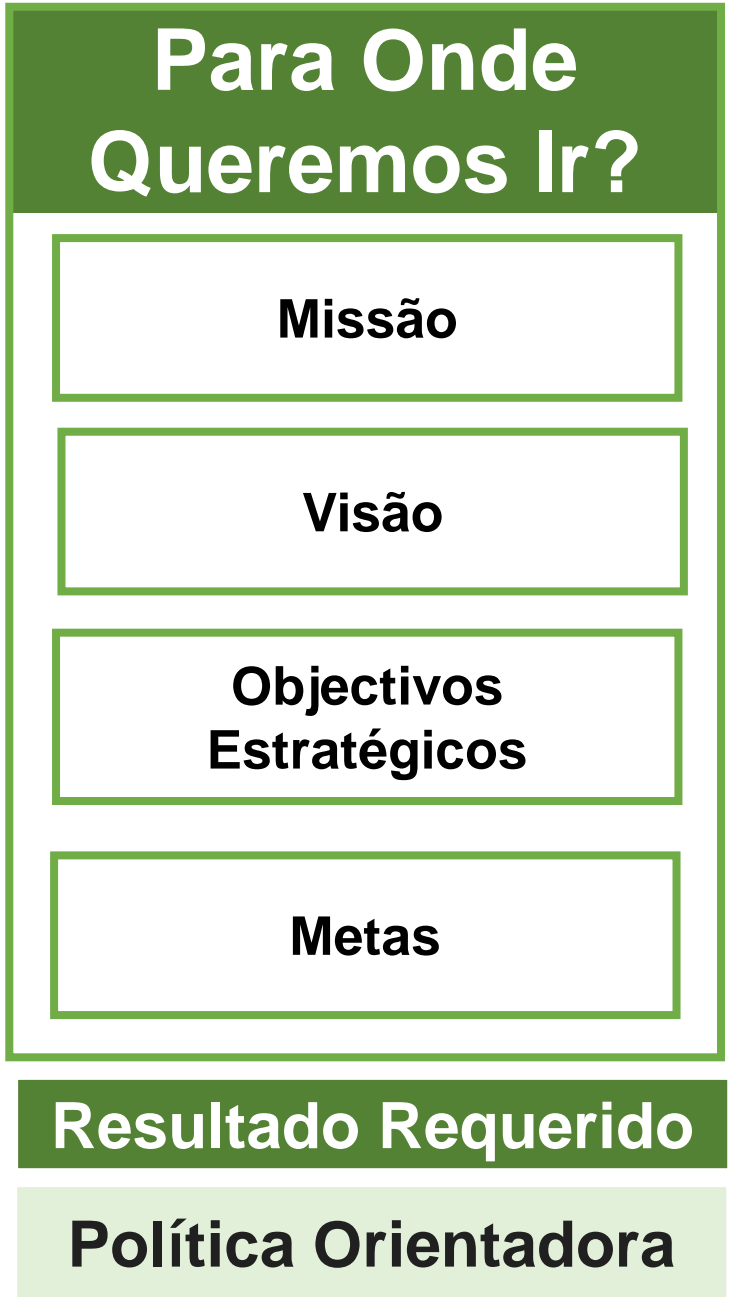 Para Onde
Queremos Ir?
Missão
Visão
Objectivos
Estratégicos
Metas
Resultado Requerido
Política Orientadora